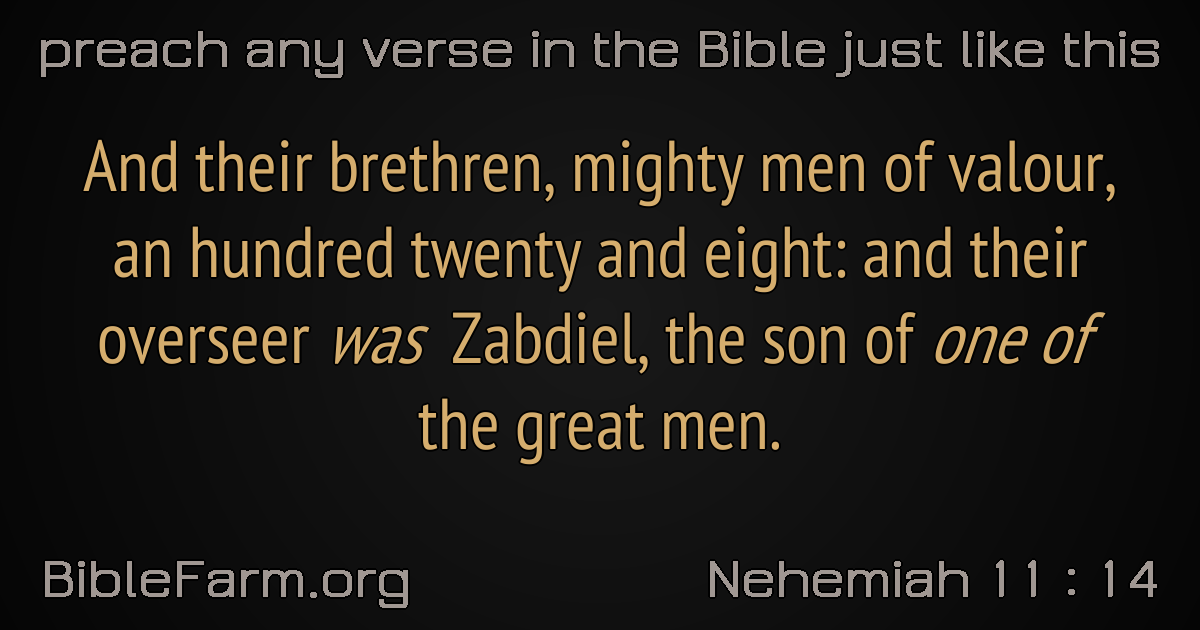 preach any verse in the Bible just like this
And their brethren, mighty men of valour,
an hundred twenty and eight: and their
overseer was Zabdiel, the son of one of
the great men.
BibleFarm.org
Nehemiah 11 : 14